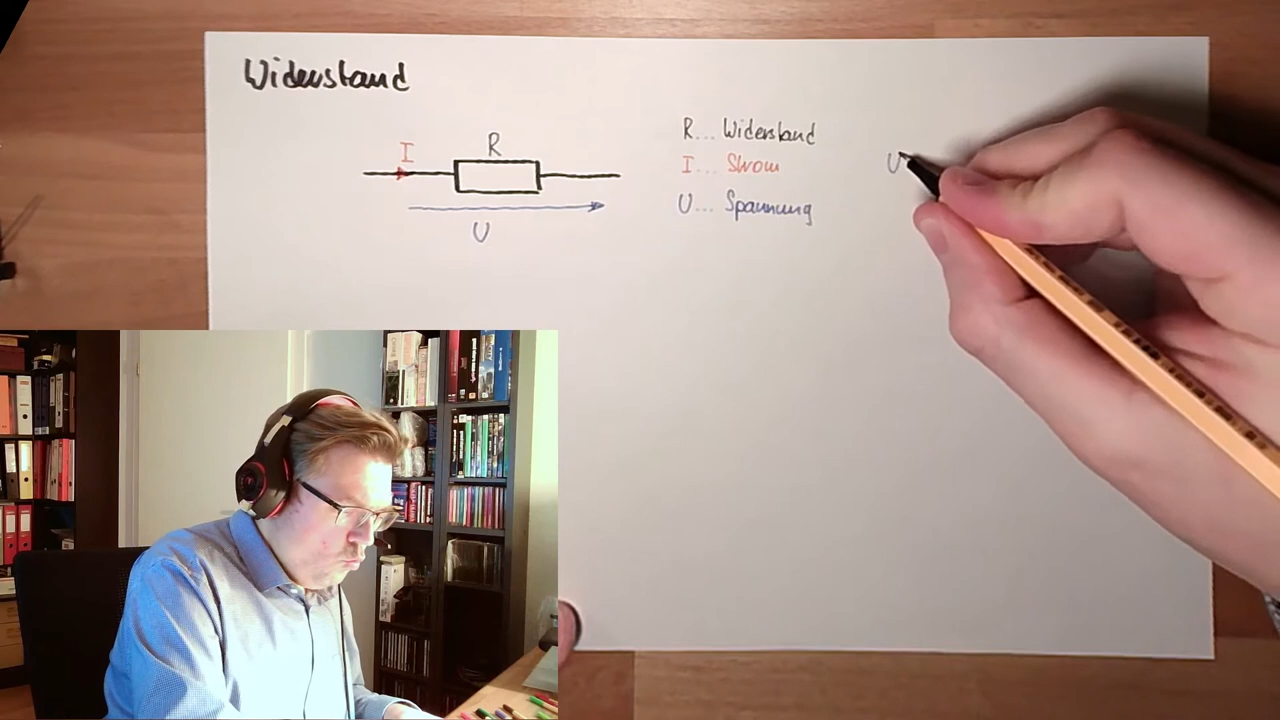 Widerstand
I
R
U
R... Widerstand
I... Strom
U... Spannung
U